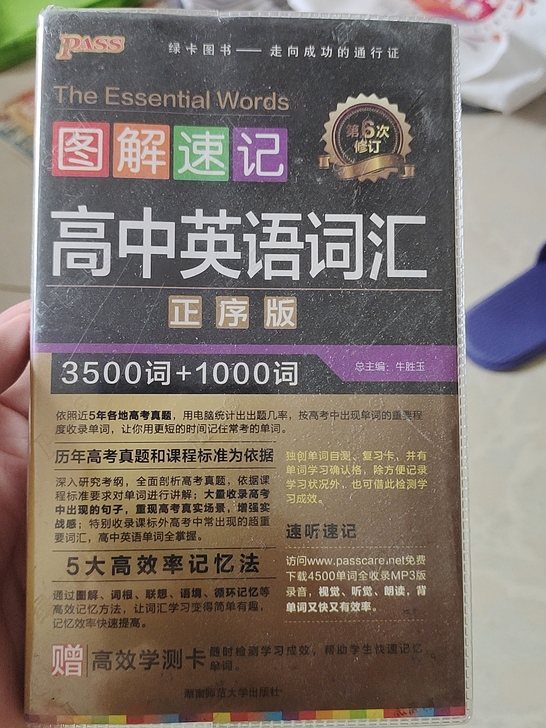 PASS
绿卡图书——走向成功的通行证
The Essential Words
第6次
修订
图解速记
高中英语词汇
正序版
3500词+1000词
总主编：牛胜玉
依照近5年各地高考真题，用电脑统计出出题几率，按高考中出现单词的重要程
度收录单词，让你用更短的时间记住常考的单词。
历年高考真题和课程标准为依据
深入研究考纲，全面剖析高考真题，依据课
程标准要求对单词进行讲解；大量收录高考
中出现的句子，重现高考真实场景，增强实
战感；特别收录课标外高考中常出现的超重
要词汇，高中英语单词全掌握。
独创单词自测、复习卡，并有
单词学习确认格，除方便记录
学习状况外，也可借此检测学
习成效。
速听速记
5大高效率记忆法
访问www.passcare.net免费
下载4500单词全收录MP3版
录音，视觉、听觉、朗读，背
单词又快又有效率。
通过图解、词根、联想、语境、循环记忆等
高效记忆方法，让词汇学习变得简单有趣，
记忆效率快速提高。
赠 高效学测卡 随时检测学习成效，帮助学生快速记忆
单词。
湖南师范大学出版社